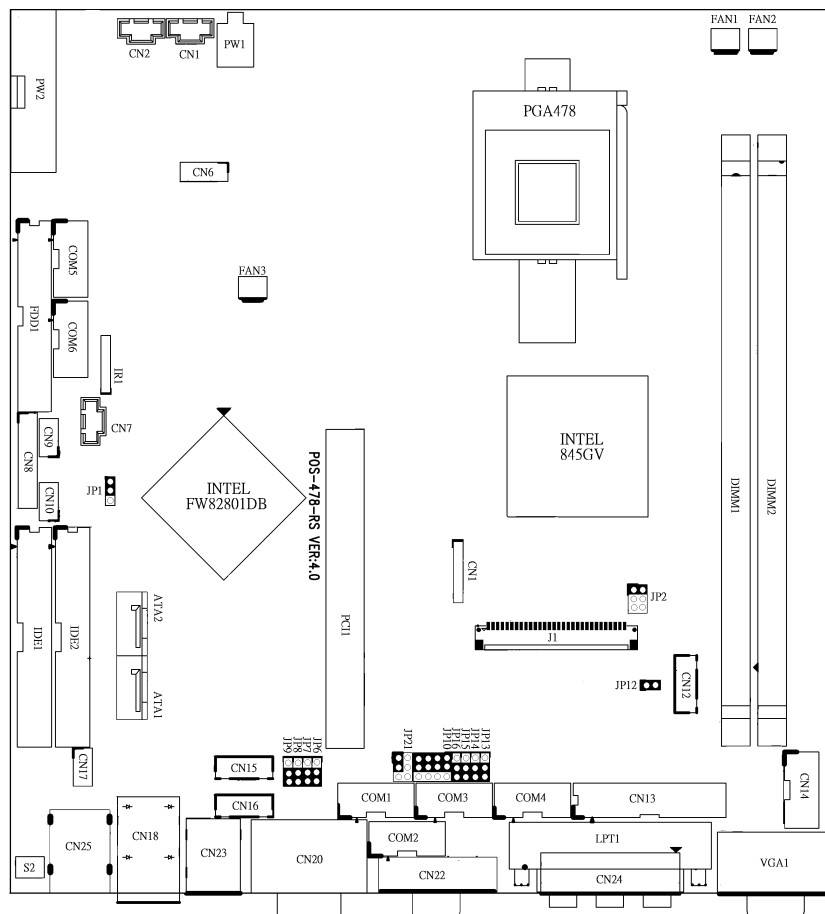 FAN1
FAN2
CN2
CN1
PW1
PW2
PGA478
CN6
COM5
FAN3
FDD1
COM6
IR1
CN7
CN9
CN8
INTEL
845GV
JP1
CN10
INTEL
FW82801DB
POS-478-RS VER:4.0
DIMM1
DIMM2
CN1
JP2
ATA2
PCI1
J1
IDE1
IDE2
JP12
CN12
ATA1
JP9
JP8
JP7
JP6
JP21
JP10
JP16
JP15
JP14
JP13
CN17
CN15
CN14
COM1
COM3
COM4
CN13
CN16
CN18
COM2
LPT1
CN25
CN23
CN20
S2
CN22
CN24
VGA1